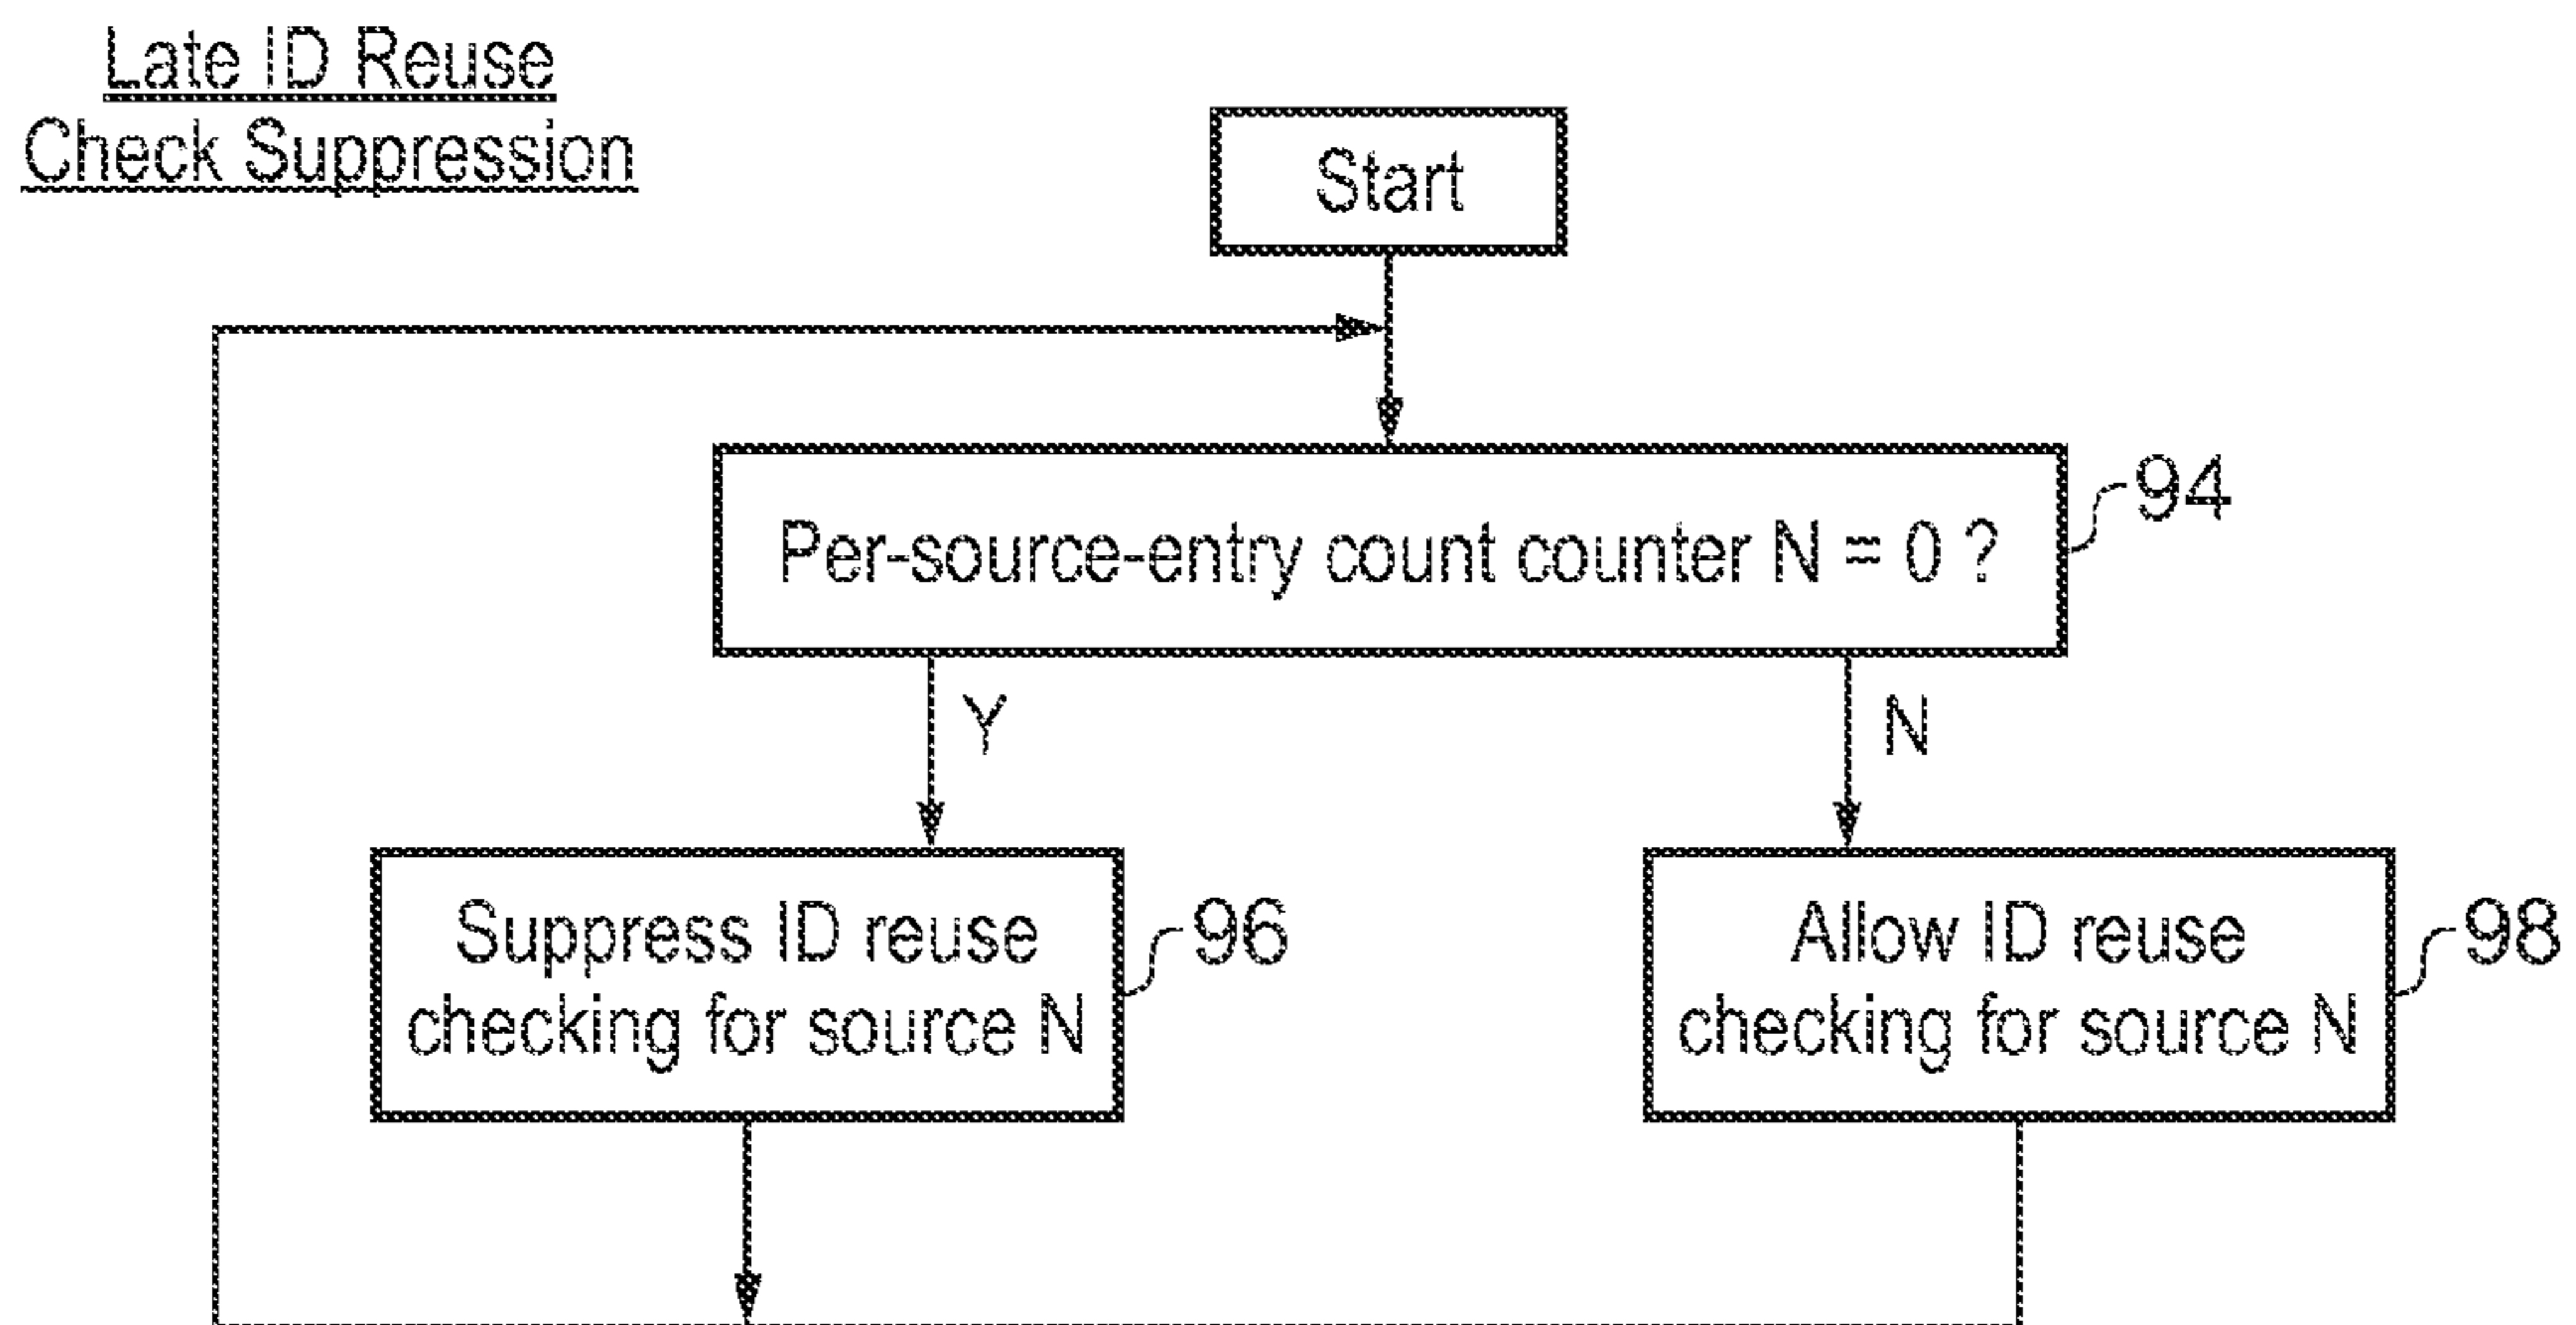 Late ID Reuse
Check Suppression
Start
Per-source-entry count counter N = 0 ?
94
Y
N
Suppress ID reuse
checking for source N
96
Allow ID reuse
checking for source N
98